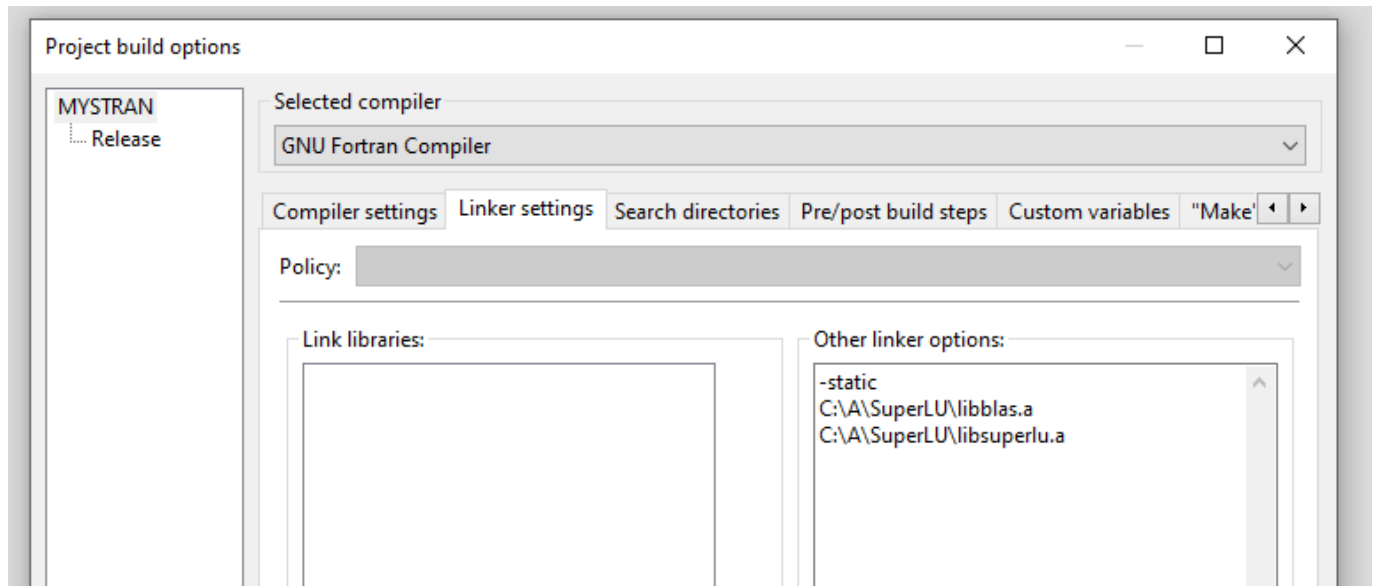 Project build options
MYSTRAN
Release
Selected compiler
GNU Fortran Compiler
Compiler settings Linker settings Search directories Pre/post build steps Custom variables "Make"
Policy:
Link libraries:
Other linker options:
-static
C:\A\SuperLU\libblas.a
C:\A\SuperLU\libsuperlu.a